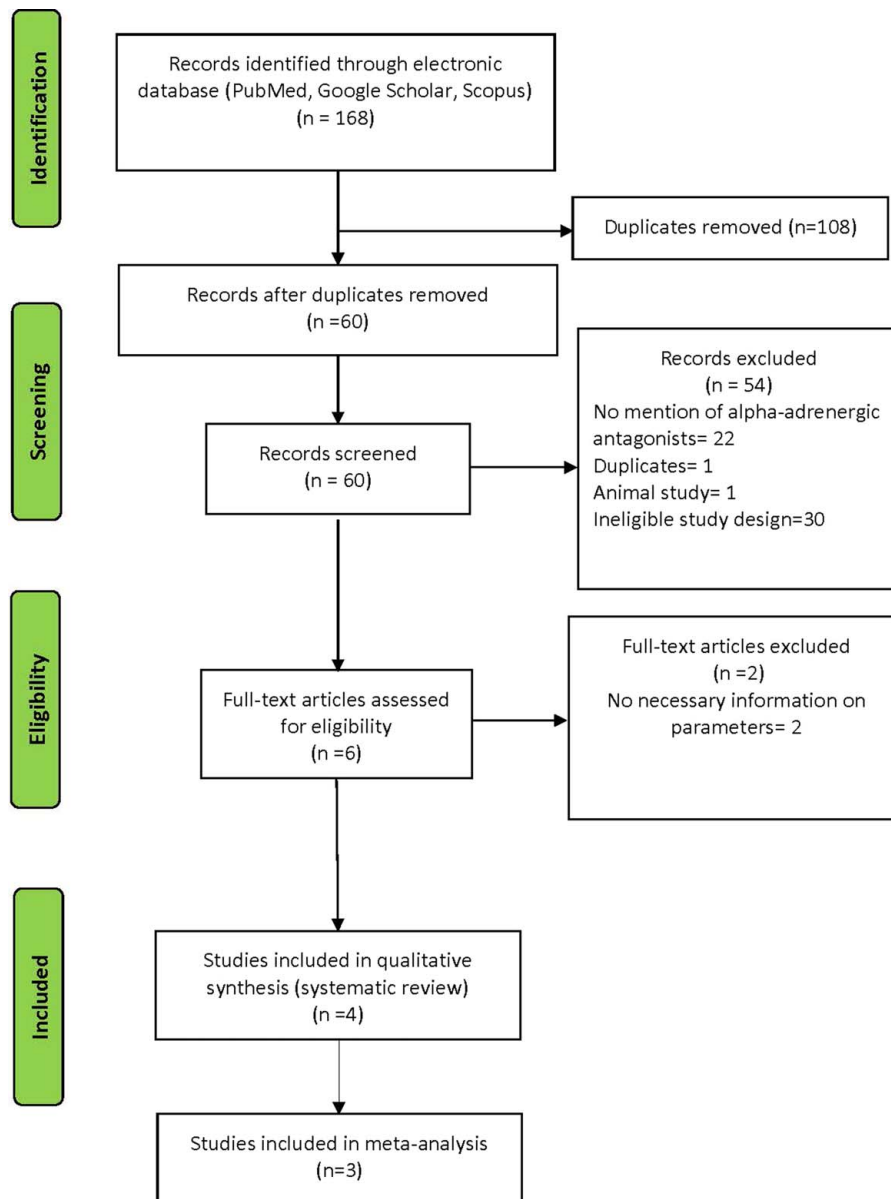 Identification
Records identified through electronic
database (PubMed, Google Scholar, Scopus)
(n = 168)
Duplicates removed (n=108)
Records after duplicates removed
(n =60)
Screening
Records screened
(n = 60)
Records excluded
(n = 54)
No mention of alpha-adrenergic
antagonists= 22
Duplicates= 1
Animal study= 1
Ineligible study design=30
Eligibility
Full-text articles assessed
for eligibility
(n =6)
Full-text articles excluded
(n =2)
No necessary information on
parameters= 2
Included
Studies included in qualitative
synthesis (systematic review)
(n =4)
Studies included in meta-analysis
(n=3)